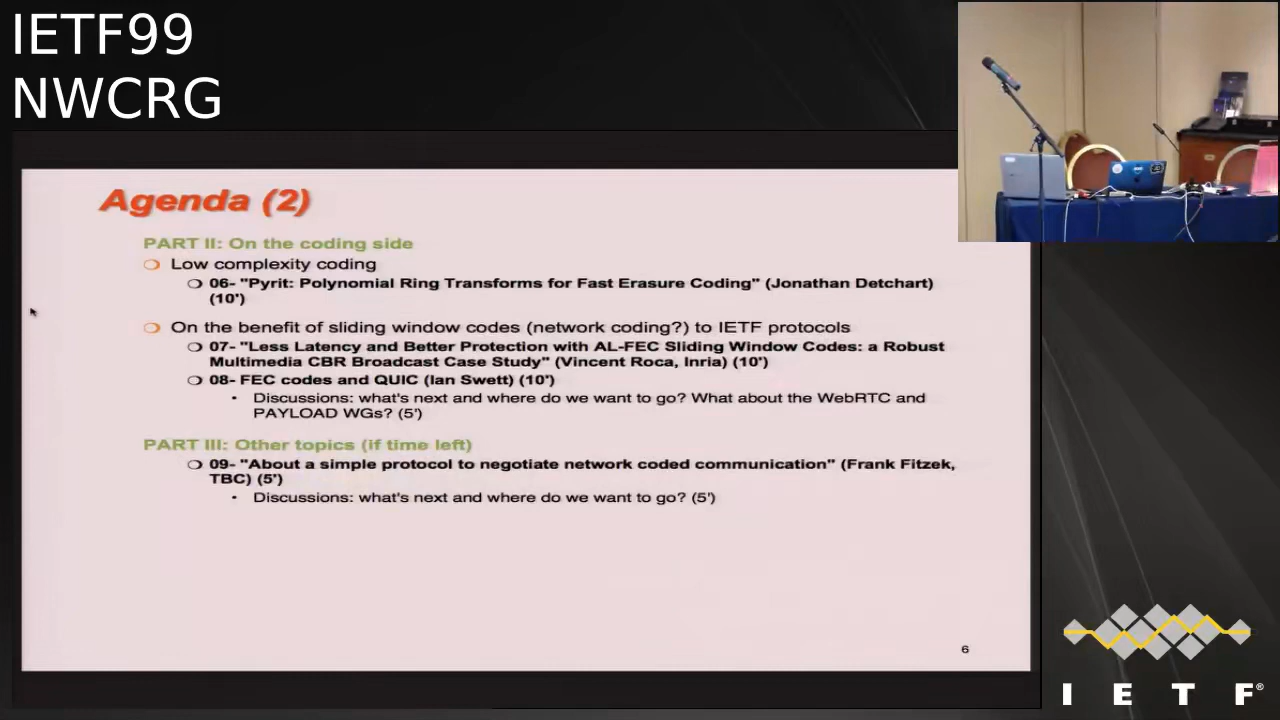 IETF99
NWCRG
Agenda (2)
PART II: On the coding side
Low complexity coding
06- "Pyrit: Polynomial Ring Transforms for Fast Erasure Coding" (Jonathan Detchart)
(10')
On the benefit of sliding window codes (network coding?) to IETF protocols
07- "Less Latency and Better Protection with AL-FEC Sliding Window Codes: a Robust
Multimedia CBR Broadcast Case Study" (Vincent Roca, Inria) (10')
08- FEC codes and QUIC (Ian Swett) (10')
Discussions: what's next and where do we want to go? What about the WebRTC and
PAYLOAD WGs? (5')
PART III: Other topics (if time left)
09- "About a simple protocol to negotiate network coded communication" (Frank Fitzek,
TBC) (5')
Discussions: what's next and where do we want to go? (5')
6
I E T F®